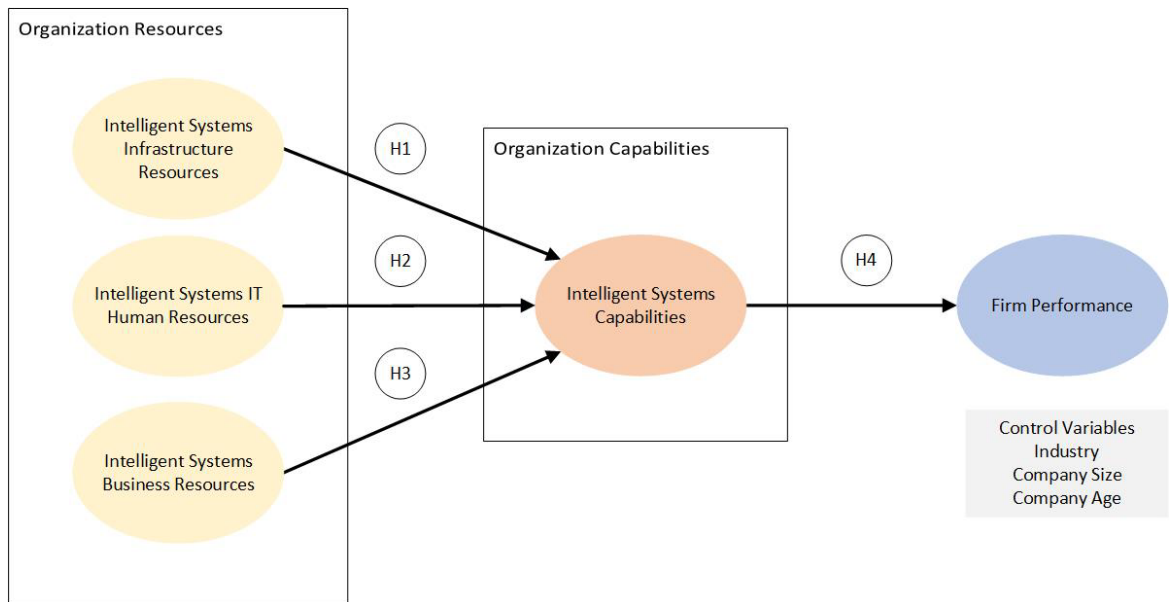 Organization Resources
Intelligent Systems
Infrastructure
Resources
Intelligent Systems IT
Human Resources
Intelligent Systems
Business Resources
H1
H2
H3
Organization Capabilities
Intelligent Systems
Capabilities
H4
Firm Performance
Control Variables
Industry
Company Size
Company Age